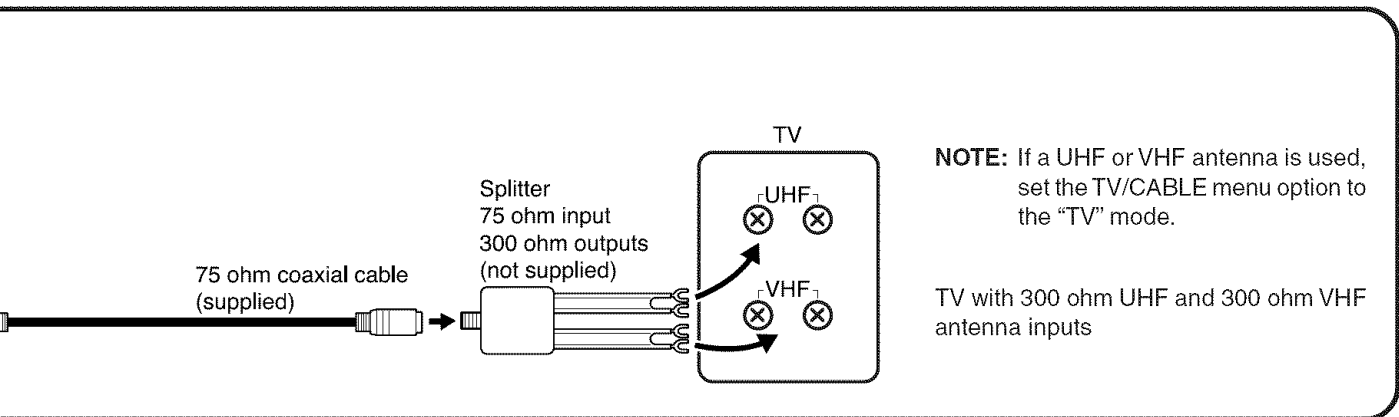 TV
NOTE: If a UHF or VHF antenna is used,
set the TV/CABLE menu option to
the “TV” mode.
UHF
Splitter
75 ohm input
300 ohm outputs
(not supplied)
75 ohm coaxial cable
(supplied)
VHF
TV with 300 ohm UHF and 300 ohm VHF
antenna inputs